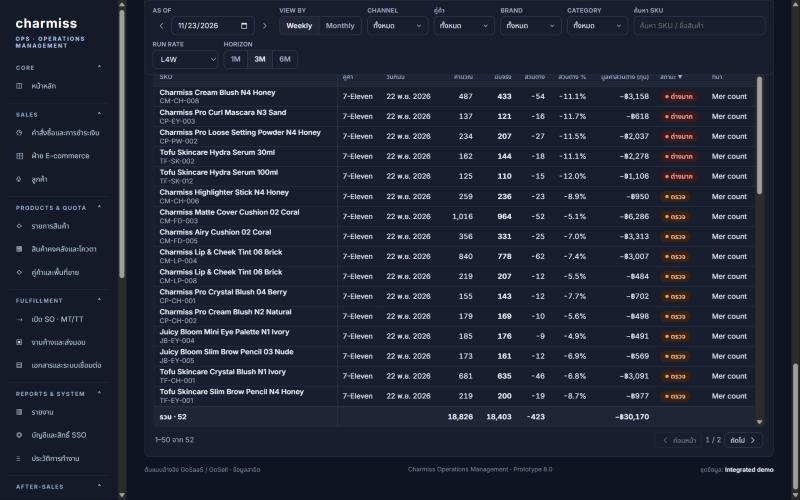 charmiss
OPS · OPERATIONS
MANAGEMENT
CORE
หน้าหลัก
SALES
คำสั่งซื้อและการชำระเงิน
ฝ่าย E-commerce
ลูกค้า
PRODUCTS & QUOTA
รายการสินค้า
สินค้าคงคลังและโควตา
คู่ค้าและพื้นที่ขาย
FULFILLMENT
เปิด SO · MT/TT
งานค้างและส่งมอบ
เอกสารและระบบเชื่อมต่อ
REPORTS & SYSTEM
รายงาน
บัญชีและสิทธิ์ SSO
ประวัติการทำงาน
AFTER-SALES
AS OF
11/23/2026
VIEW BY
Weekly Monthly
CHANNEL
ทั้งหมด
คู่ค้า
ทั้งหมด
BRAND
ทั้งหมด
CATEGORY
ทั้งหมด
ค้นหา SKU
ค้นหา SKU / ชื่อสินค้า
RUN RATE
L4W
HORIZON
1M 3M 6M
SKU คู่ค้า วันที่นับ คำนวณ นับจริง ส่วนต่าง ส่วนต่าง % มูลค่าส่วนต่าง (ทุน) สถานะ ▼ ที่มา
Charmiss Cream Blush N4 Honey
CM-CH-008
7-Eleven 22 พ.ย. 2026 487 433 -54 -11.1% -฿3,158 ต่างมาก Mer count
Charmiss Pro Curl Mascara N3 Sand
CP-EY-003
7-Eleven 22 พ.ย. 2026 137 121 -16 -11.7% -฿618 ต่างมาก Mer count
Charmiss Pro Loose Setting Powder N4 Honey
CP-PW-002
7-Eleven 22 พ.ย. 2026 234 207 -27 -11.5% -฿2,037 ต่างมาก Mer count
Tofu Skincare Hydra Serum 30ml
TF-SK-002
7-Eleven 22 พ.ย. 2026 162 144 -18 -11.1% -฿2,278 ต่างมาก Mer count
Tofu Skincare Hydra Serum 100ml
TF-SK-012
7-Eleven 22 พ.ย. 2026 125 110 -15 -12.0% -฿1,106 ต่างมาก Mer count
Charmiss Highlighter Stick N4 Honey
CM-CH-006
7-Eleven 22 พ.ย. 2026 259 236 -23 -8.9% -฿950 ตรวจ Mer count
Charmiss Matte Cover Cushion 02 Coral
CM-FD-003
7-Eleven 22 พ.ย. 2026 1,016 964 -52 -5.1% -฿6,286 ตรวจ Mer count
Charmiss Airy Cushion 02 Coral
CM-FD-005
7-Eleven 22 พ.ย. 2026 356 331 -25 -7.0% -฿3,313 ตรวจ Mer count
Charmiss Lip & Cheek Tint 06 Brick
CM-LP-004
7-Eleven 22 พ.ย. 2026 840 778 -62 -7.4% -฿3,007 ตรวจ Mer count
Charmiss Lip & Cheek Tint 06 Brick
CM-LP-008
7-Eleven 22 พ.ย. 2026 219 207 -12 -5.5% -฿484 ตรวจ Mer count
Charmiss Pro Crystal Blush 04 Berry
CP-CH-001
7-Eleven 22 พ.ย. 2026 155 143 -12 -7.7% -฿702 ตรวจ Mer count
Charmiss Pro Cream Blush N2 Natural
CP-CH-002
7-Eleven 22 พ.ย. 2026 179 169 -10 -5.6% -฿498 ตรวจ Mer count
Juicy Bloom Mini Eye Palette N1 Ivory
JB-EY-004
7-Eleven 22 พ.ย. 2026 185 176 -9 -4.9% -฿491 ตรวจ Mer count
Juicy Bloom Slim Brow Pencil 03 Nude
JB-EY-005
7-Eleven 22 พ.ย. 2026 173 161 -12 -6.9% -฿569 ตรวจ Mer count
Tofu Skincare Crystal Blush N1 Ivory
TF-CH-001
7-Eleven 22 พ.ย. 2026 681 635 -46 -6.8% -฿3,091 ตรวจ Mer count
Tofu Skincare Slim Brow Pencil N4 Honey
TF-EY-001
7-Eleven 22 พ.ย. 2026 219 200 -19 -8.7% -฿977 ตรวจ Mer count
รวม · 52 18,826 18,403 -423 -฿30,170
1–50 จาก 52
ก่อนหน้า 1 / 2 ถัดไป
ต้นแบบอ้างอิง GoSaaS / GoSell · ข้อมูลสาธิต
Charmiss Operations Management · Prototype 8.0
ชุดข้อมูล: Integrated demo